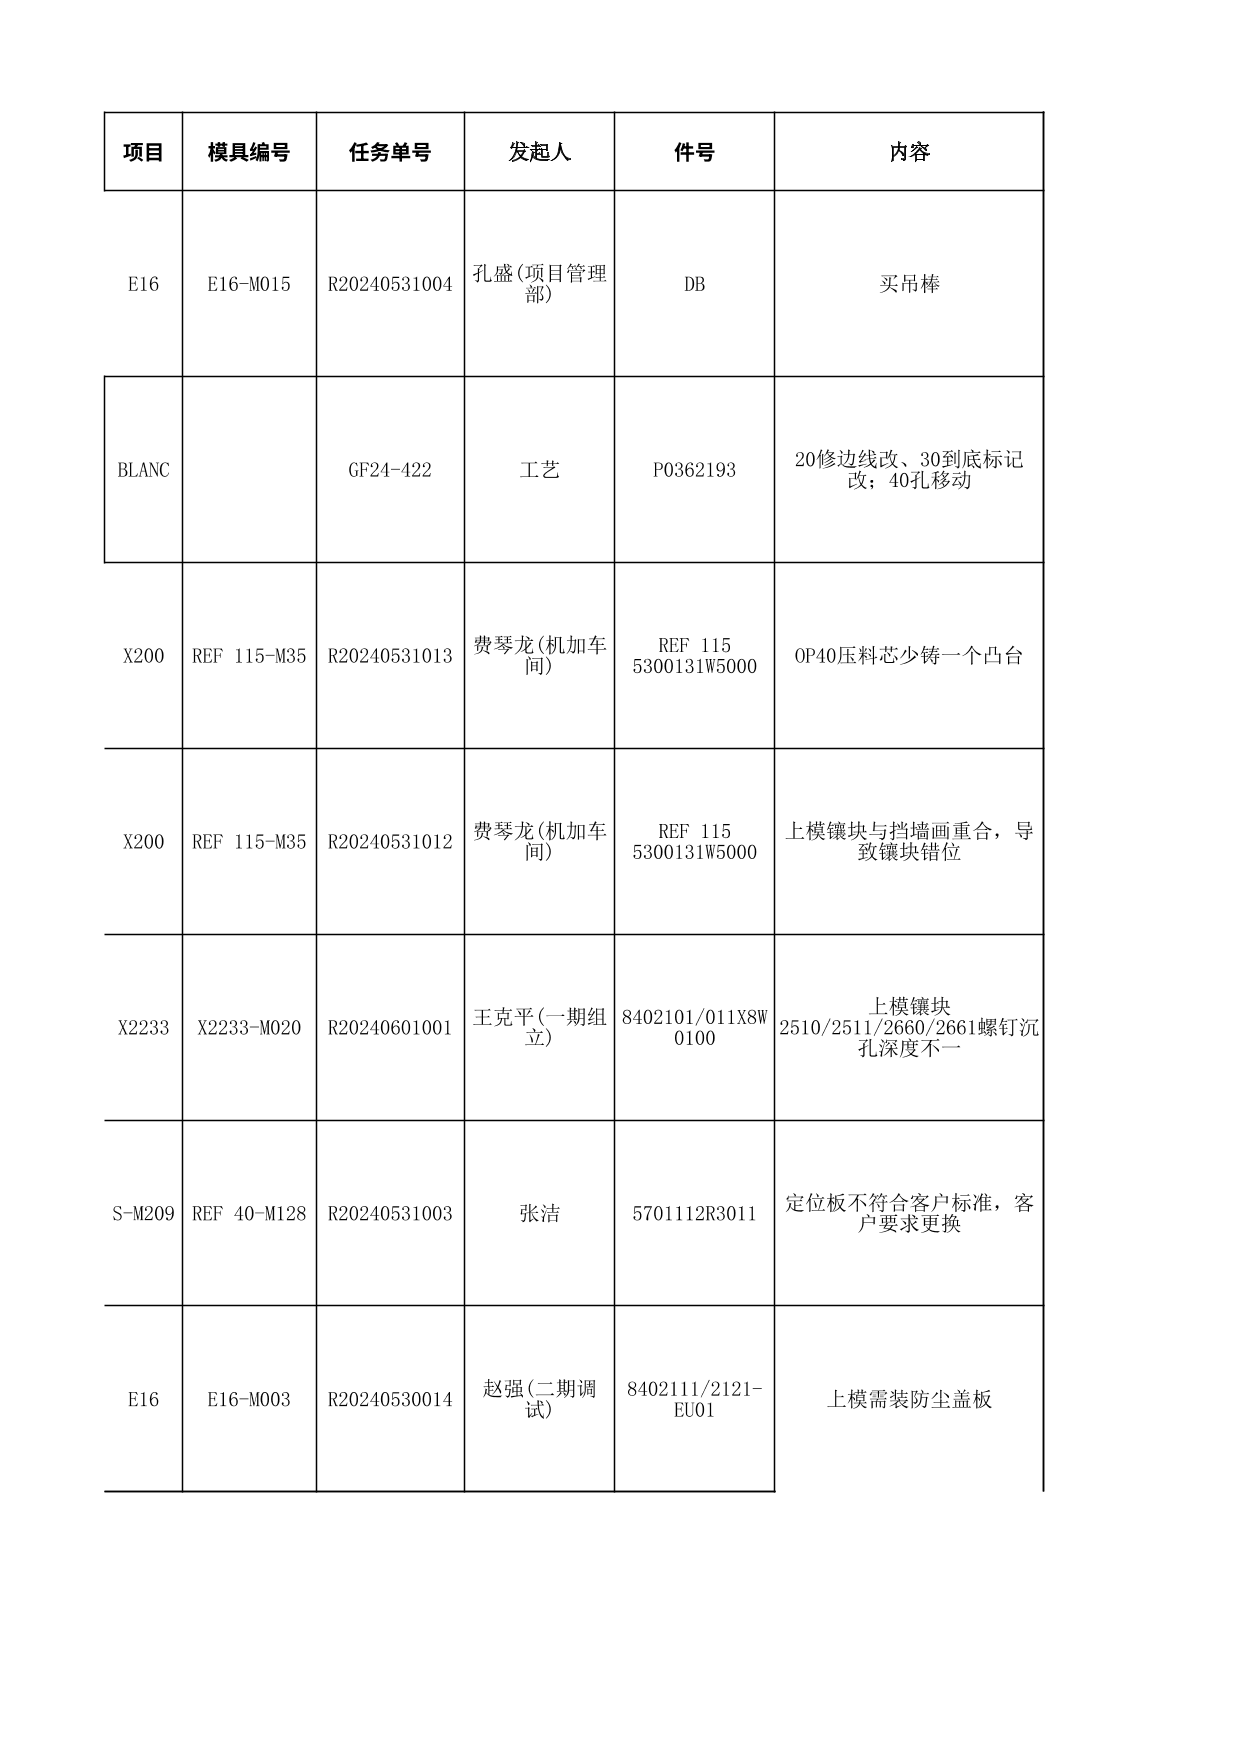 项目 模具编号 任务单号 发起人 件号 内容
E16 E16-M015 R20240531004 孔盛(项目管理
部) DB 买吊棒
BLANC GF24-422 工艺 P0362193 20修边线改、30到底标记
改；40孔移动
X200 REF 115-M35 R20240531013 费琴龙(机加车
间) REF 115
5300131W5000 OP40压料芯少铸一个凸台
X200 REF 115-M35 R20240531012 费琴龙(机加车
间) REF 115
5300131W5000 上模镶块与挡墙画重合，导
致镶块错位
X2233 X2233-M020 R20240601001 王克平(一期组
立) 8402101/011X8W
0100 上模镶块
2510/2511/2660/2661螺钉沉
孔深度不一
S-M209 REF 40-M128 R20240531003 张洁 5701112R3011 定位板不符合客户标准，客
户要求更换
E16 E16-M003 R20240530014 赵强(二期调
试) 8402111/2121-
EU01 上模需装防尘盖板